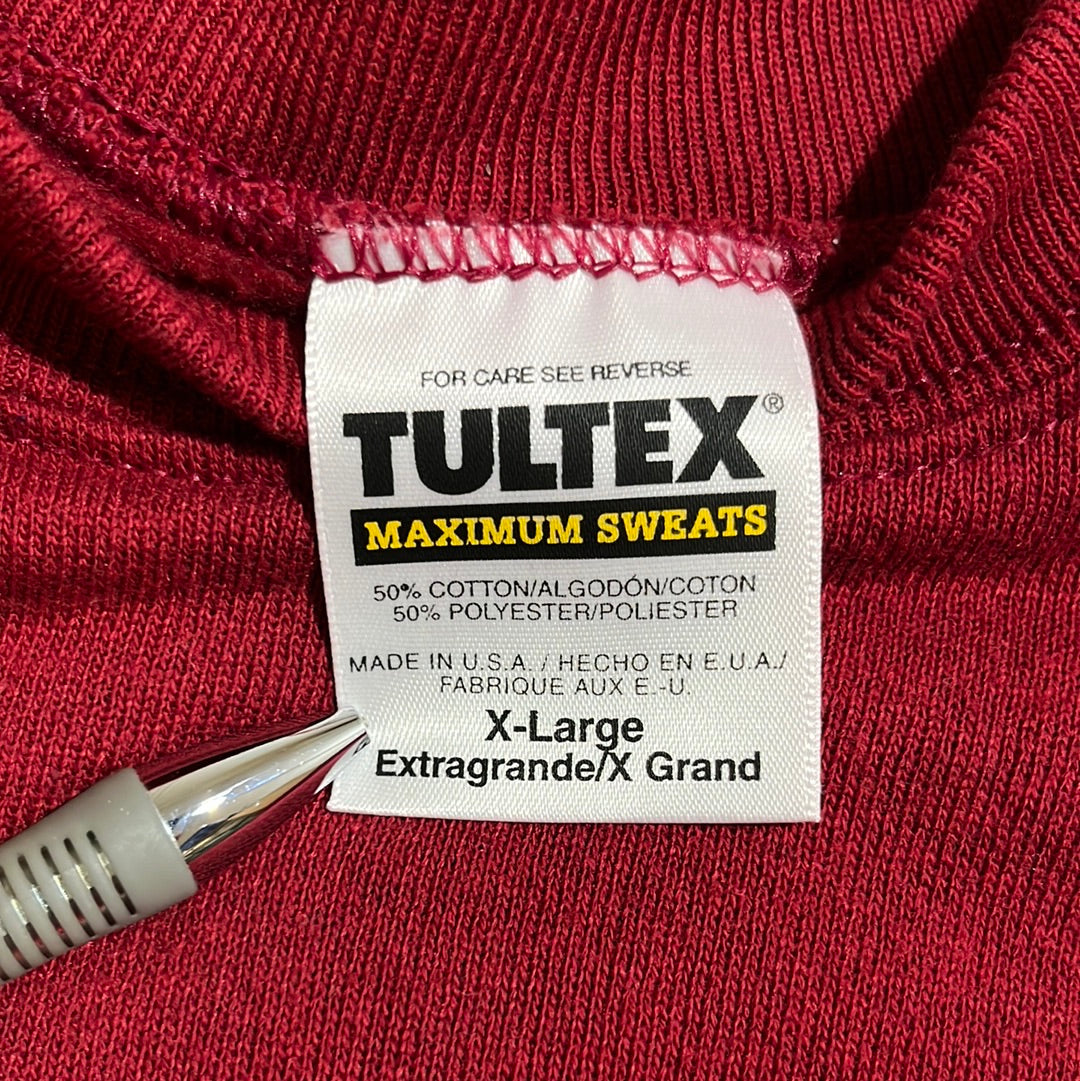 FOR CARE SEE REVERSE
TULTEX®
MAXIMUM SWEATS
50% COTTON/ALGODÓN/COTON
50% POLYESTER/POLIESTER
MADE IN U.S.A. / HECHO EN E.U.A./
FABRIQUE AUX E.-U.
X-Large
Extragrande/X Grand